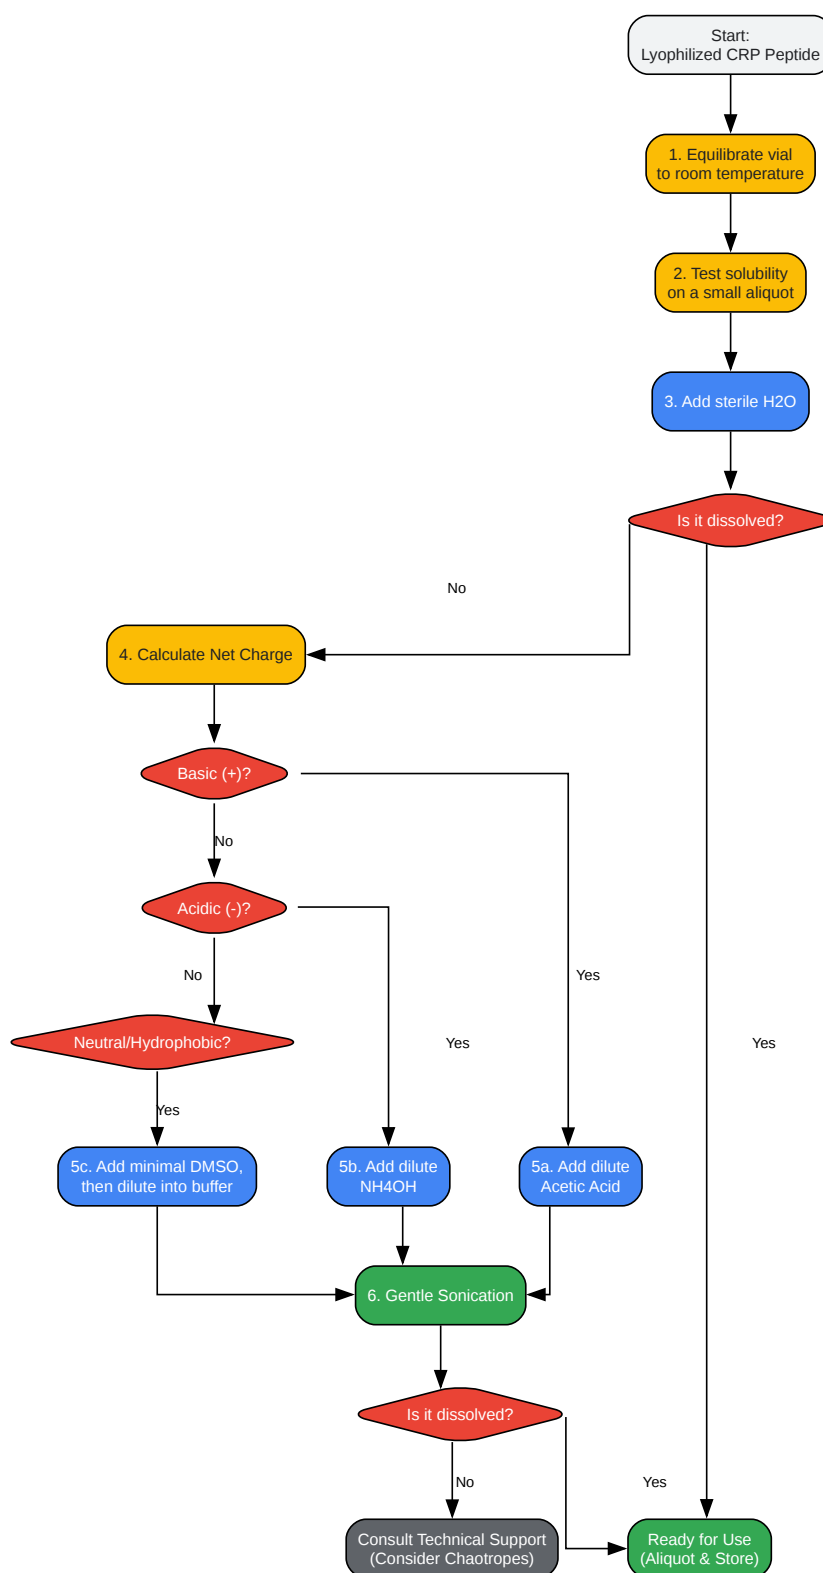 Start:
Lyophilized CRP Peptide
1. Equilibrate vial
to room temperature
2. Test solubility
on a small aliquot
3. Add sterile H2O
Is it dissolved?
No
4. Calculate Net Charge
Basic (+)?
No
Acidic (-)?
No
Yes
Neutral/Hydrophobic?
Yes
Yes
Yes
5c. Add minimal DMSO,
then dilute into buffer
5b. Add dilute
NH4OH
5a. Add dilute
Acetic Acid
6. Gentle Sonication
Is it dissolved?
No
Yes
Consult Technical Support
(Consider Chaotropes)
Ready for Use
(Aliquot & Store)